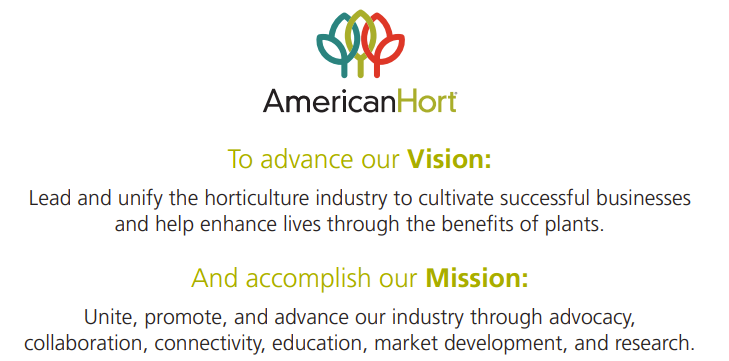 AmericanHort
To advance our Vision:
Lead and unify the horticulture industry to cultivate successful businesses
and help enhance lives through the benefits of plants.
And accomplish our Mission:
Unite, promote, and advance our industry through advocacy,
collaboration, connectivity, education, market development, and research.